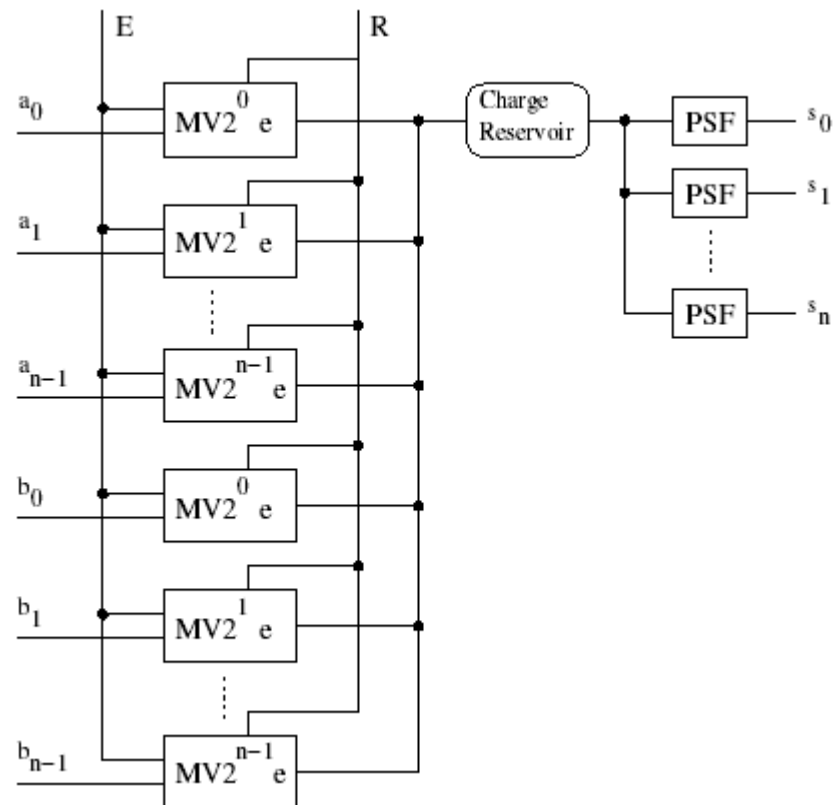 E R
a0 MV2^0 e Charge Reservoir PSF s0
a1 MV2^1 e PSF s1
an−1 MV2^n−1 e PSF sn
b0 MV2^0 e
b1 MV2^1 e
bn−1 MV2^n−1 e